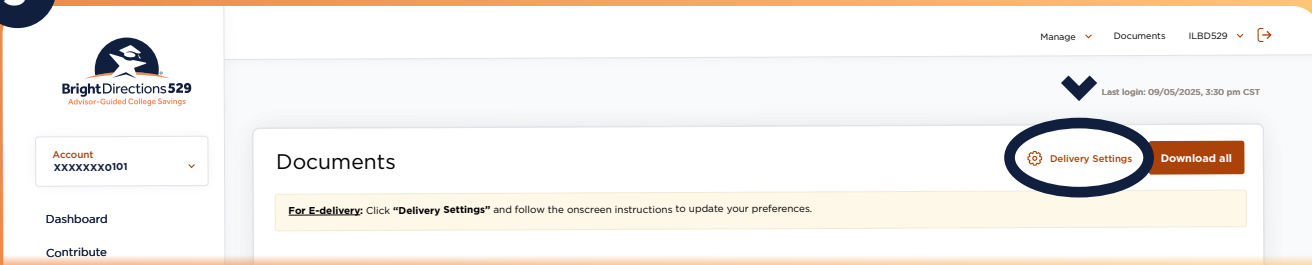 Manage
Documents
ILBD529
BrightDirections529
Advisor-Guided College Savings
Last login: 09/05/2025, 3:30 pm CST
Account
XXXXXXX0101
Documents
Delivery Settings
Download all
For E-delivery: Click “Delivery Settings” and follow the onscreen instructions to update your preferences.
Dashboard
Contribute